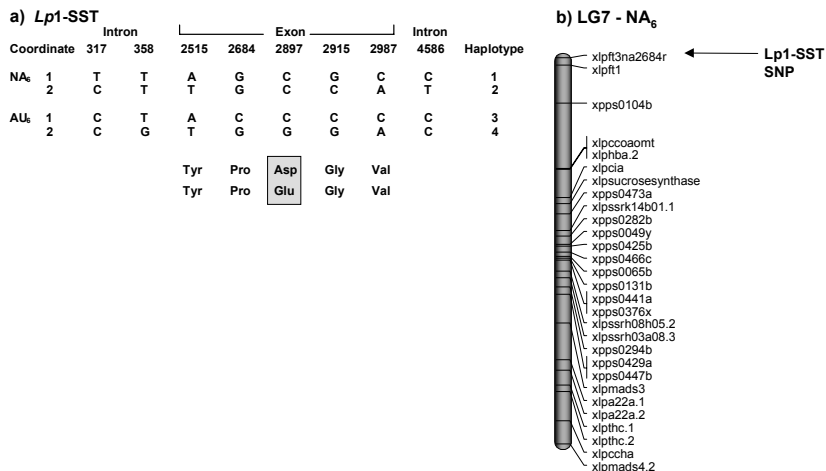 a) Lp1-SST
Intron Exon Intron
Coordinate 317 358 2515 2684 2897 2915 2987 4586 Haplotype
NA6 1 T T A G C G C C 1
2 C T T G C C A T 2
AU6 1 C T A C C C C C 3
2 C G T G G G A C 4
Tyr Pro Asp Gly Val
Tyr Pro Glu Gly Val
b) LG7 - NA6
Lp1-SST
SNP
xlpft3na2684r
xlpft1
xpps0104b
xlpccoaomt
xlphba.2
xlpcia
xlpsucrosesynthase
xpps0473a
xlpssrk14b01.1
xpps0282b
xpps0049y
xpps0425b
xpps0466c
xpps0065b
xpps0131b
xpps0441a
xpps0376x
xlpssrh08h05.2
xlpssrh03a08.3
xpps0294b
xpps0429a
xpps0447b
xlpmads3
xlpa22a.1
xlpa22a.2
xlpthc.1
xlpthc.2
xlpccha
xlpmads4.2